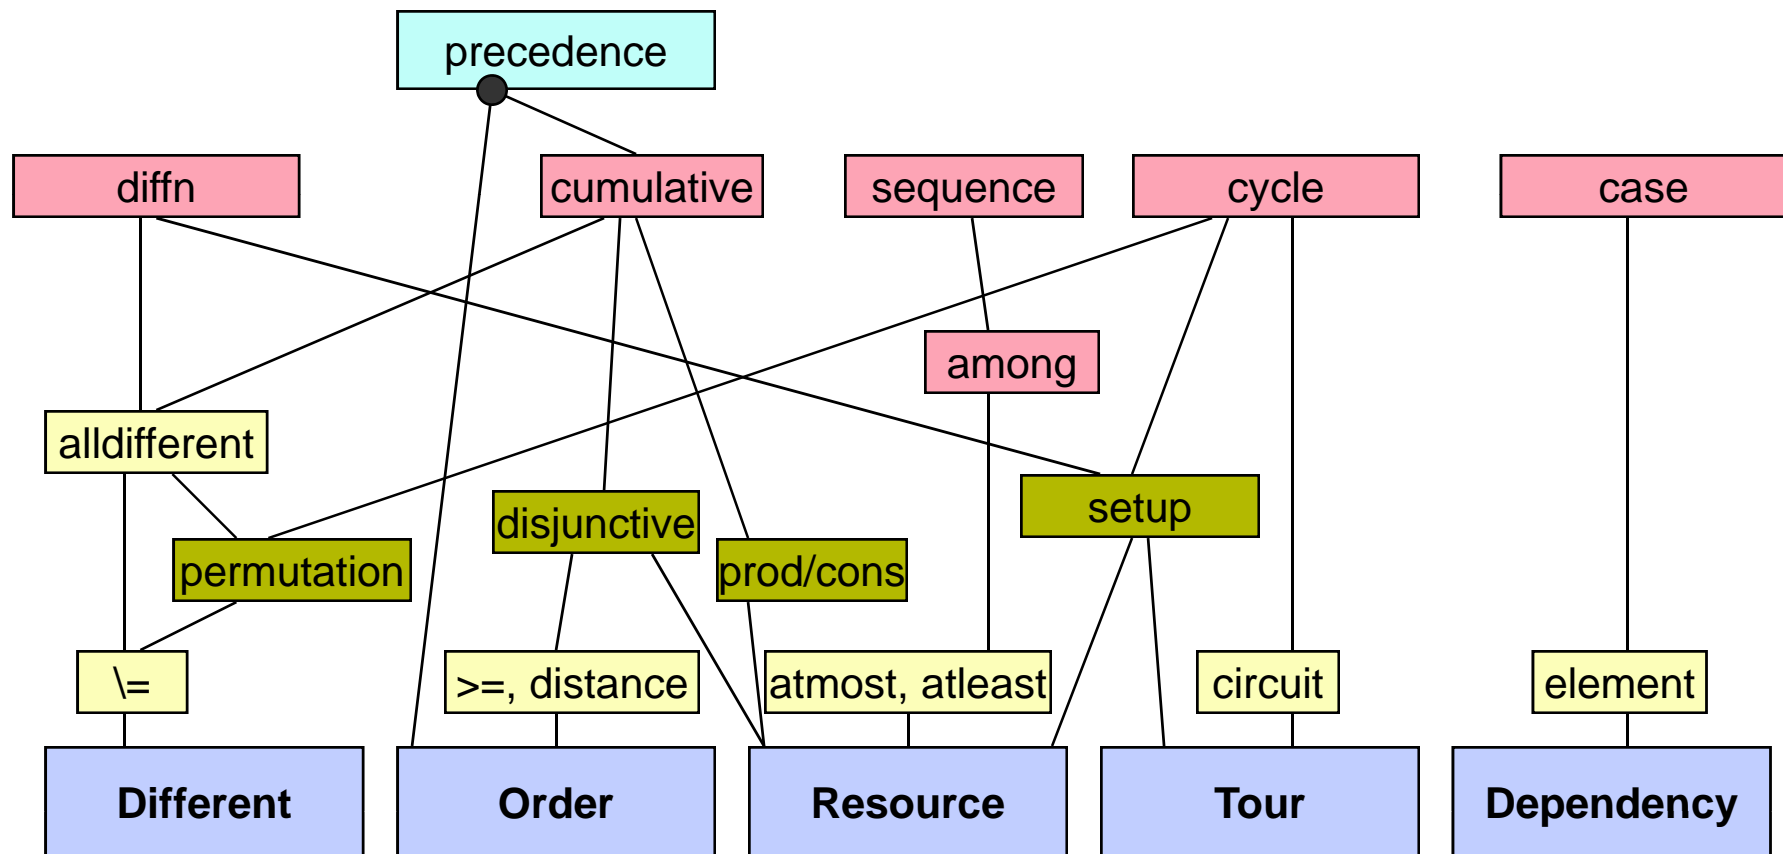 precedence
diffn
cumulative
sequence
cycle
case
among
alldifferent
setup
disjunctive
permutation
prod/cons
\=
>=, distance
atmost, atleast
circuit
element
Different
Order
Resource
Tour
Dependency